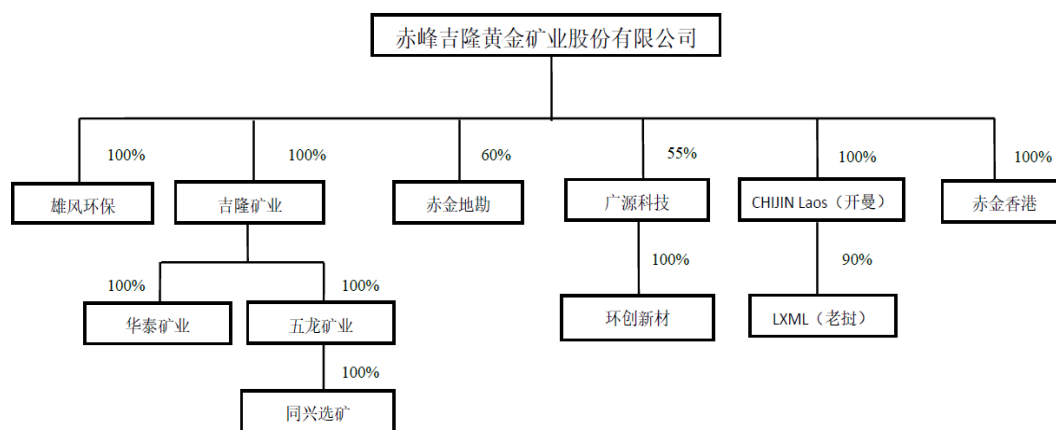 赤峰吉隆黄金矿业股份有限公司
100%
100%
60%
55%
100%
100%
雄风环保
吉隆矿业
赤金地勘
广源科技
CHIJIN Laos（开曼）
赤金香港
100%
100%
100%
90%
华泰矿业
五龙矿业
环创新材
LXML（老挝）
100%
同兴选矿